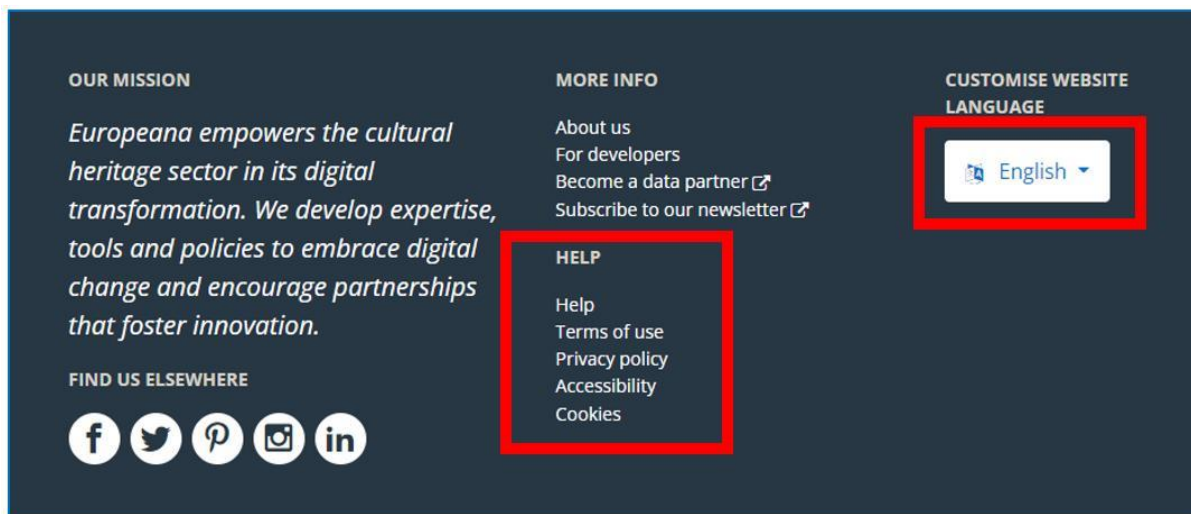 OUR MISSION
Europeana empowers the cultural
heritage sector in its digital
transformation. We develop expertise,
tools and policies to embrace digital
change and encourage partnerships
that foster innovation.
FIND US ELSEWHERE
MORE INFO
About us
For developers
Become a data partner
Subscribe to our newsletter
HELP
Help
Terms of use
Privacy policy
Accessibility
Cookies
CUSTOMISE WEBSITE
LANGUAGE
English